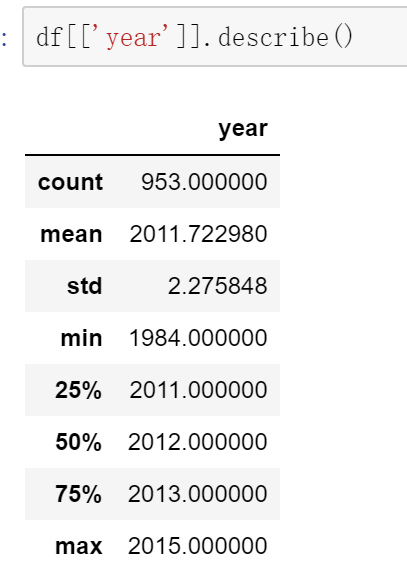 : df[['year']].describe()
year
count 953.000000
mean 2011.722980
std 2.275848
min 1984.000000
25% 2011.000000
50% 2012.000000
75% 2013.000000
max 2015.000000